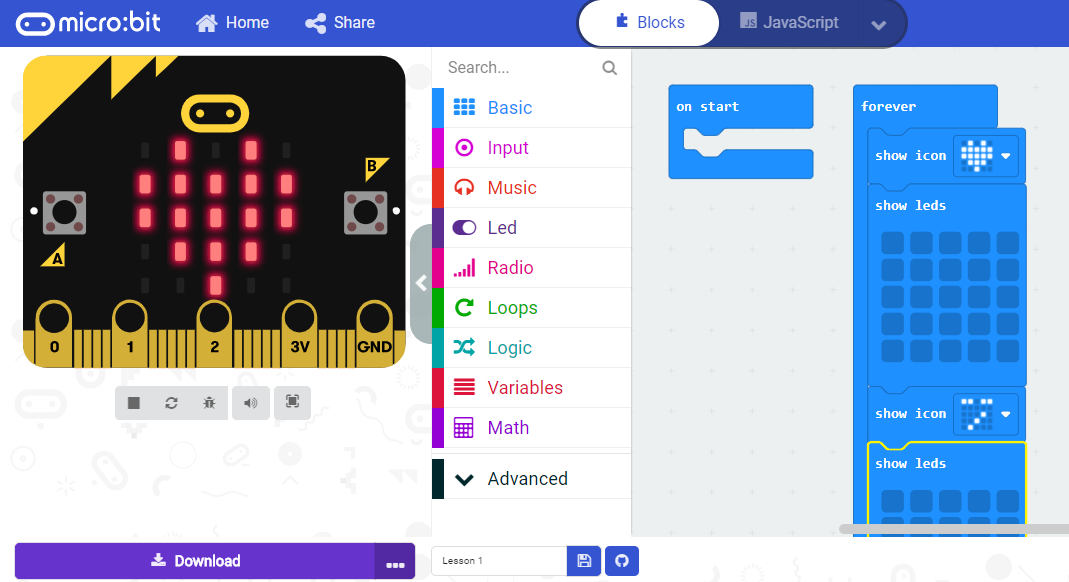 micro:bit
Home
Share
Blocks
JS JavaScript
B
A
0 1 2 3V GND
Search...
Basic
Input
Music
Led
Radio
Loops
Logic
Variables
Math
Advanced
on start
forever
show icon
show leds
show icon
show leds
Download
Lesson 1